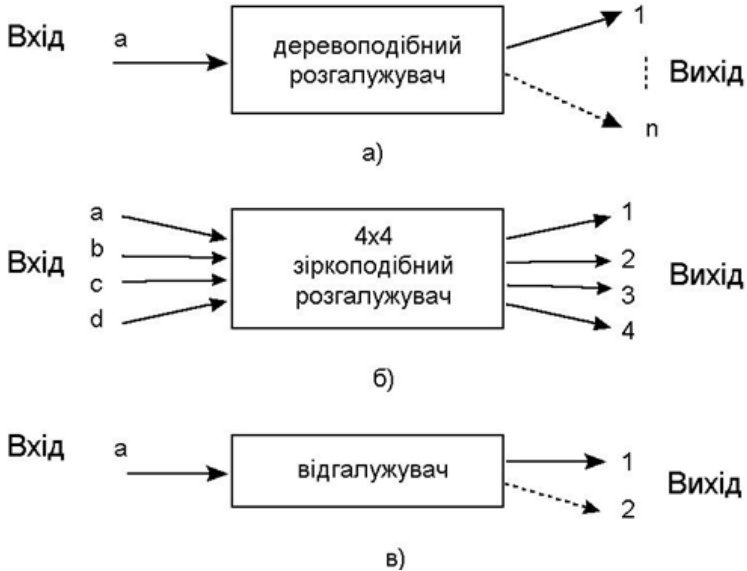 Вхід
a
деревоподібний
розгалужувач
1
n
Вихід
а)
Вхід
a
b
c
d
4x4
зіркоподібний
розгалужувач
1
2
3
4
Вихід
б)
Вхід
a
відгалужувач
1
2
Вихід
в)